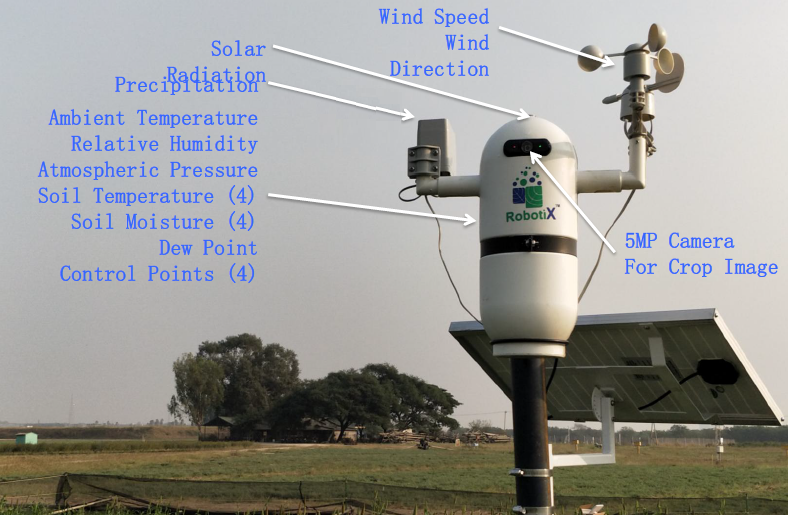 Wind Speed
Wind
Direction
Solar
Radiation
Precipitation
Ambient Temperature
Relative Humidity
Atmospheric Pressure
Soil Temperature (4)
Soil Moisture (4)
Dew Point
Control Points (4)
RobotiX™
5MP Camera
For Crop Image